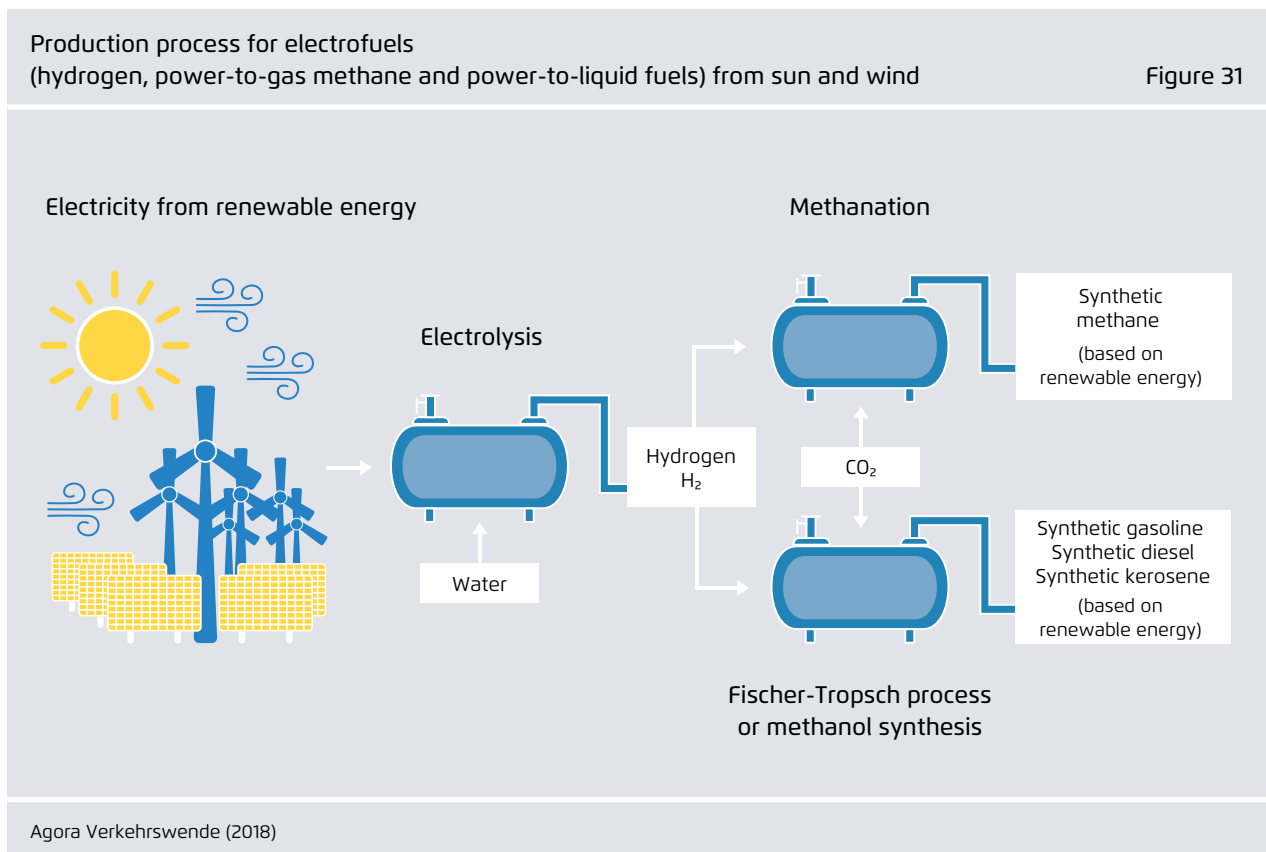 Production process for electrofuels
(hydrogen, power-to-gas methane and power-to-liquid fuels) from sun and wind
Figure 31
Electricity from renewable energy
Methanation
Electrolysis
Synthetic
methane
(based on
renewable energy)
Hydrogen
H₂
CO₂
Water
Synthetic gasoline
Synthetic diesel
Synthetic kerosene
(based on
renewable energy)
Fischer-Tropsch process
or methanol synthesis
Agora Verkehrswende (2018)